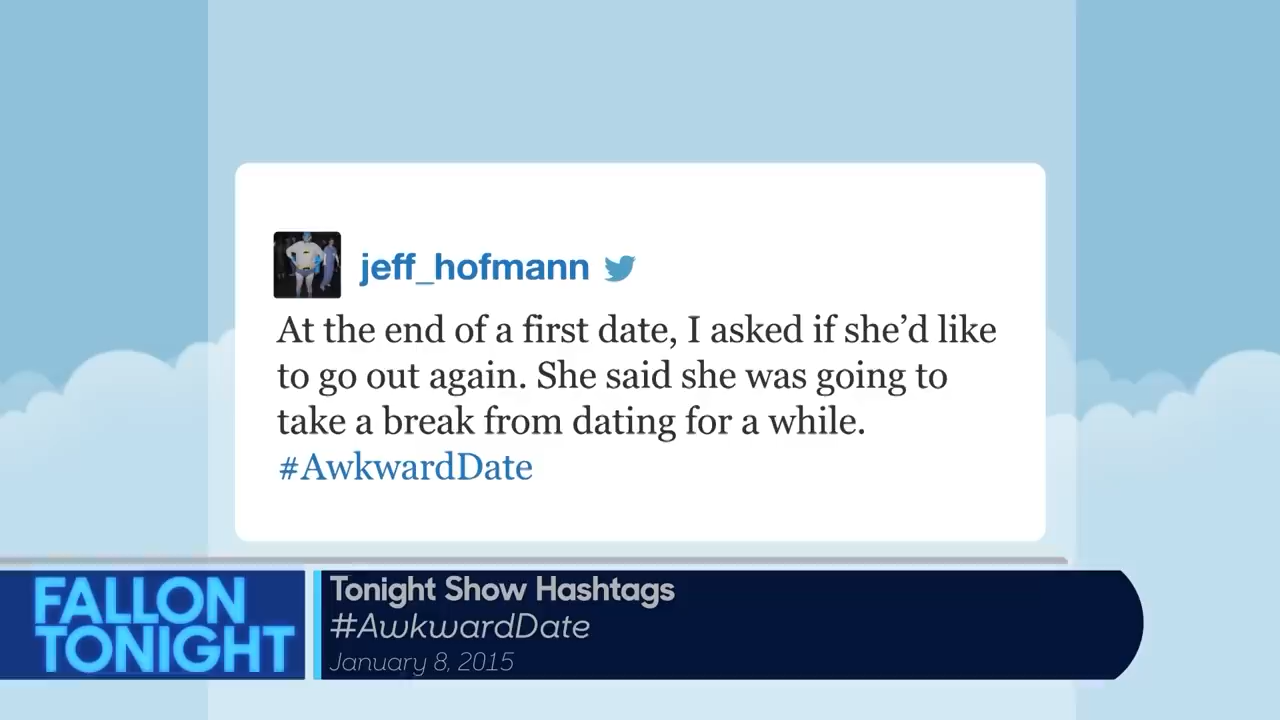 jeff_hofmann
At the end of a first date, I asked if she’d like
to go out again. She said she was going to
take a break from dating for a while.
#AwkwardDate
FALLON
TONIGHT
Tonight Show Hashtags
#AwkwardDate
January 8, 2015